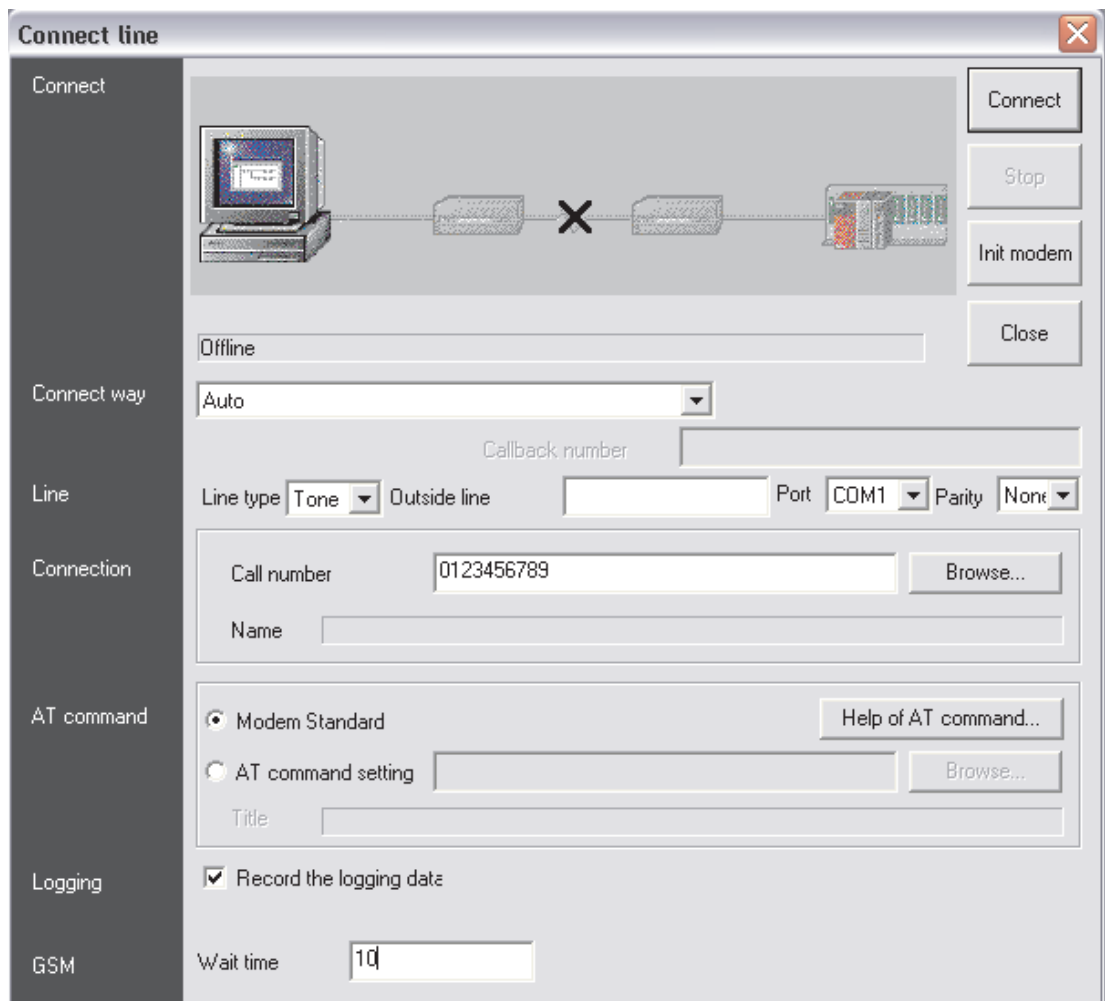 Connect line
Connect
Connect
Stop
Init modem
Close
Offline
Connect way
Auto
Callback number
Line
Line type Tone Outside line Port COM1 Parity None
Connection
Call number 0123456789 Browse...
Name
AT command
Modem Standard Help of AT command...
AT command setting Browse...
Title
Logging
Record the logging data
GSM
Wait time 10